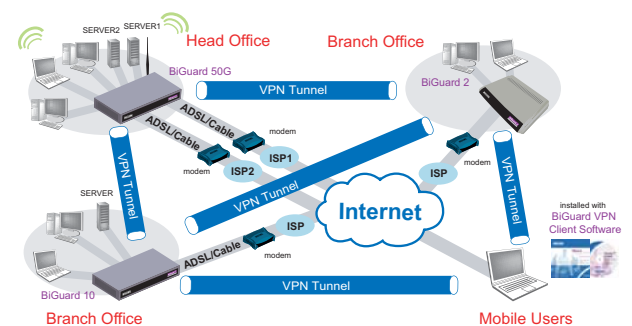 SERVER2
SERVER1
Head Office
Branch Office
BiGuard 50G
BiGuard 2
VPN Tunnel
ADSL/Cable
ADSL/Cable
modem
modem
ISP1
ISP2
VPN Tunnel
VPN Tunnel
ISP
modem
VPN Tunnel
SERVER
Internet
installed with
BiGuard VPN
Client Software
ISP
ADSL/Cable
modem
BiGuard 10
VPN Tunnel
Branch Office
Mobile Users